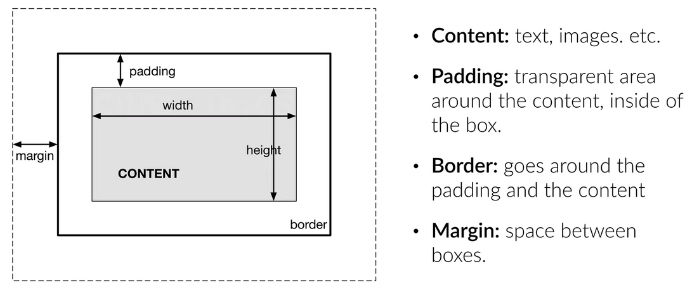 padding
width
height
margin
CONTENT
border
• Content: text, images. etc.
• Padding: transparent area
around the content, inside of
the box.
• Border: goes around the
padding and the content
• Margin: space between
boxes.